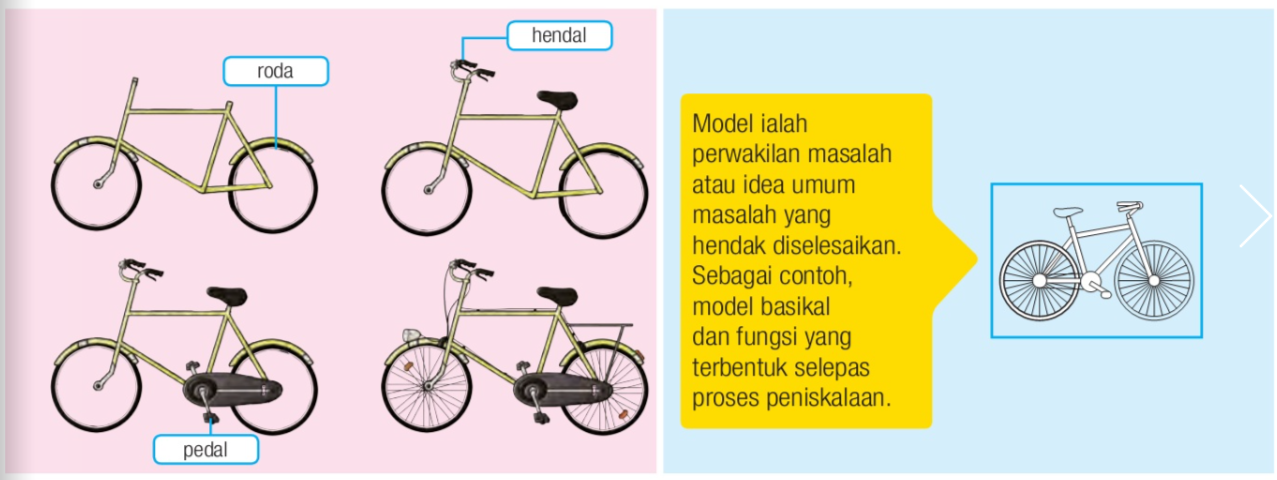 roda
hendal
pedal
Model ialah
perwakilan masalah
atau idea umum
masalah yang
hendak diselesaikan.
Sebagai contoh,
model basikal
dan fungsi yang
terbentuk selepas
proses peniskalaan.